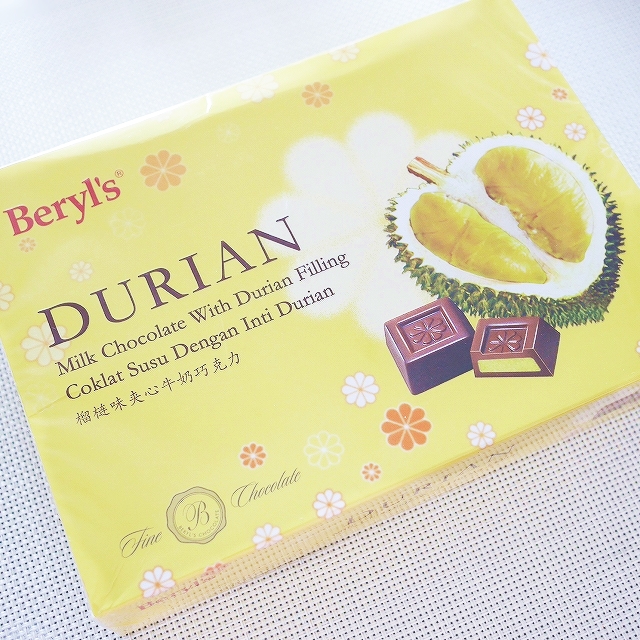 Beryl's®
DURIAN
Milk Chocolate With Durian Filling
Coklat Susu Dengan Inti Durian
榴梿味夹心牛奶巧克力
Fine B Chocolate